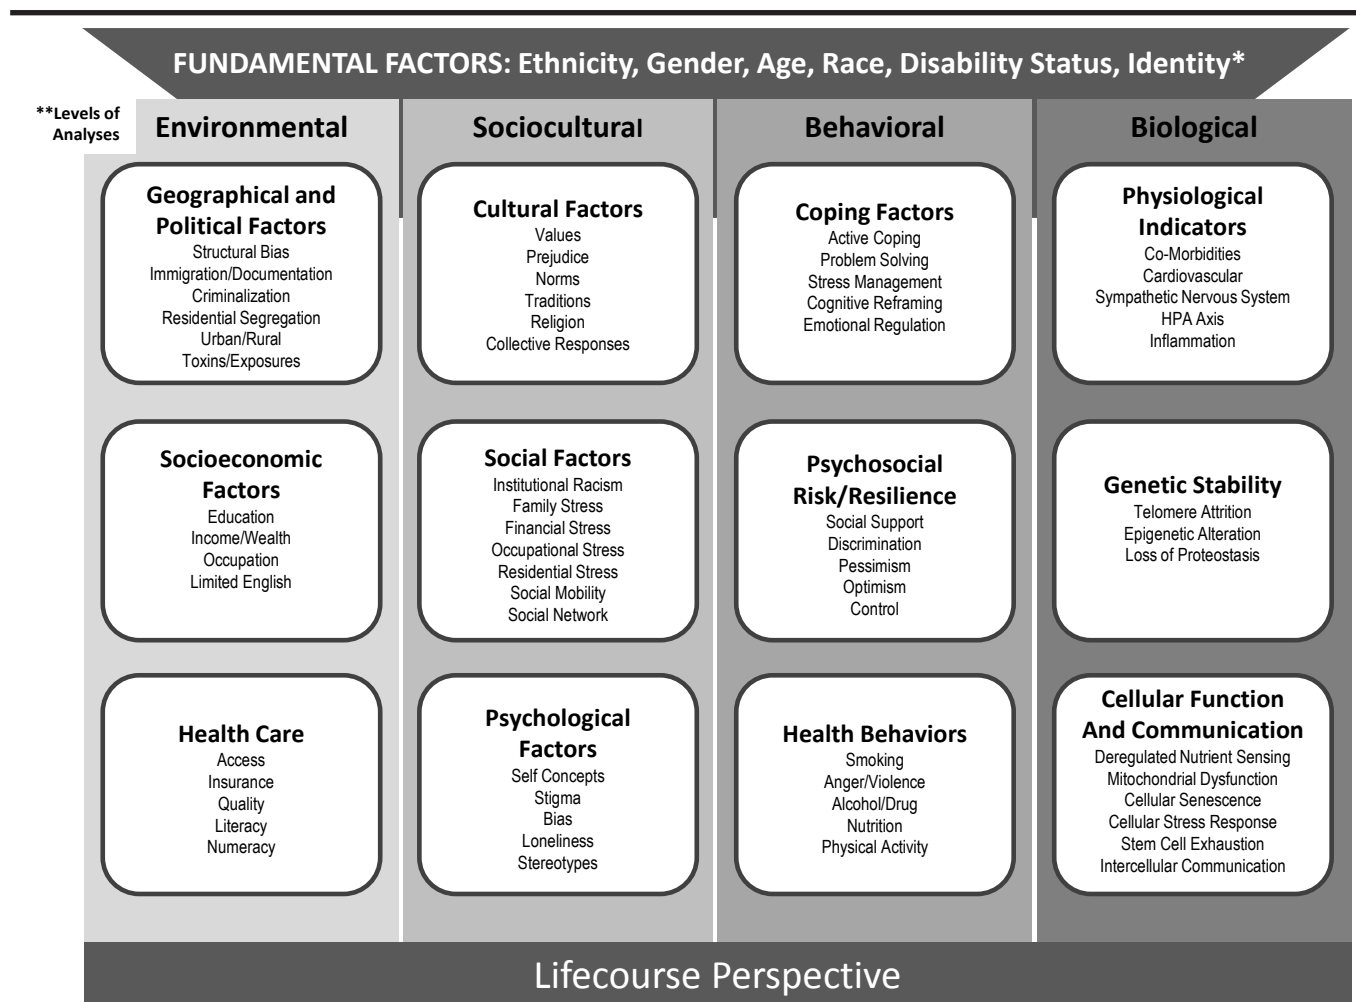 FUNDAMENTAL FACTORS: Ethnicity, Gender, Age, Race, Disability Status, Identity*
**Levels of
Analyses
Environmental
Geographical and
Political Factors
Structural Bias
Immigration/Documentation
Criminalization
Residential Segregation
Urban/Rural
Toxins/Exposures
Socioeconomic
Factors
Education
Income/Wealth
Occupation
Limited English
Health Care
Access
Insurance
Quality
Literacy
Numeracy
Sociocultural
Cultural Factors
Values
Prejudice
Norms
Traditions
Religion
Collective Responses
Social Factors
Institutional Racism
Family Stress
Financial Stress
Occupational Stress
Residential Stress
Social Mobility
Social Network
Psychological
Factors
Self Concepts
Stigma
Bias
Loneliness
Stereotypes
Behavioral
Coping Factors
Active Coping
Problem Solving
Stress Management
Cognitive Reframing
Emotional Regulation
Psychosocial
Risk/Resilience
Social Support
Discrimination
Pessimism
Optimism
Control
Health Behaviors
Smoking
Anger/Violence
Alcohol/Drug
Nutrition
Physical Activity
Biological
Physiological
Indicators
Co-Morbidities
Cardiovascular
Sympathetic Nervous System
HPA Axis
Inflammation
Genetic Stability
Telomere Attrition
Epigenetic Alteration
Loss of Proteostasis
Cellular Function
And Communication
Deregulated Nutrient Sensing
Mitochondrial Dysfunction
Cellular Senescence
Cellular Stress Response
Stem Cell Exhaustion
Intercellular Communication
Lifecourse Perspective